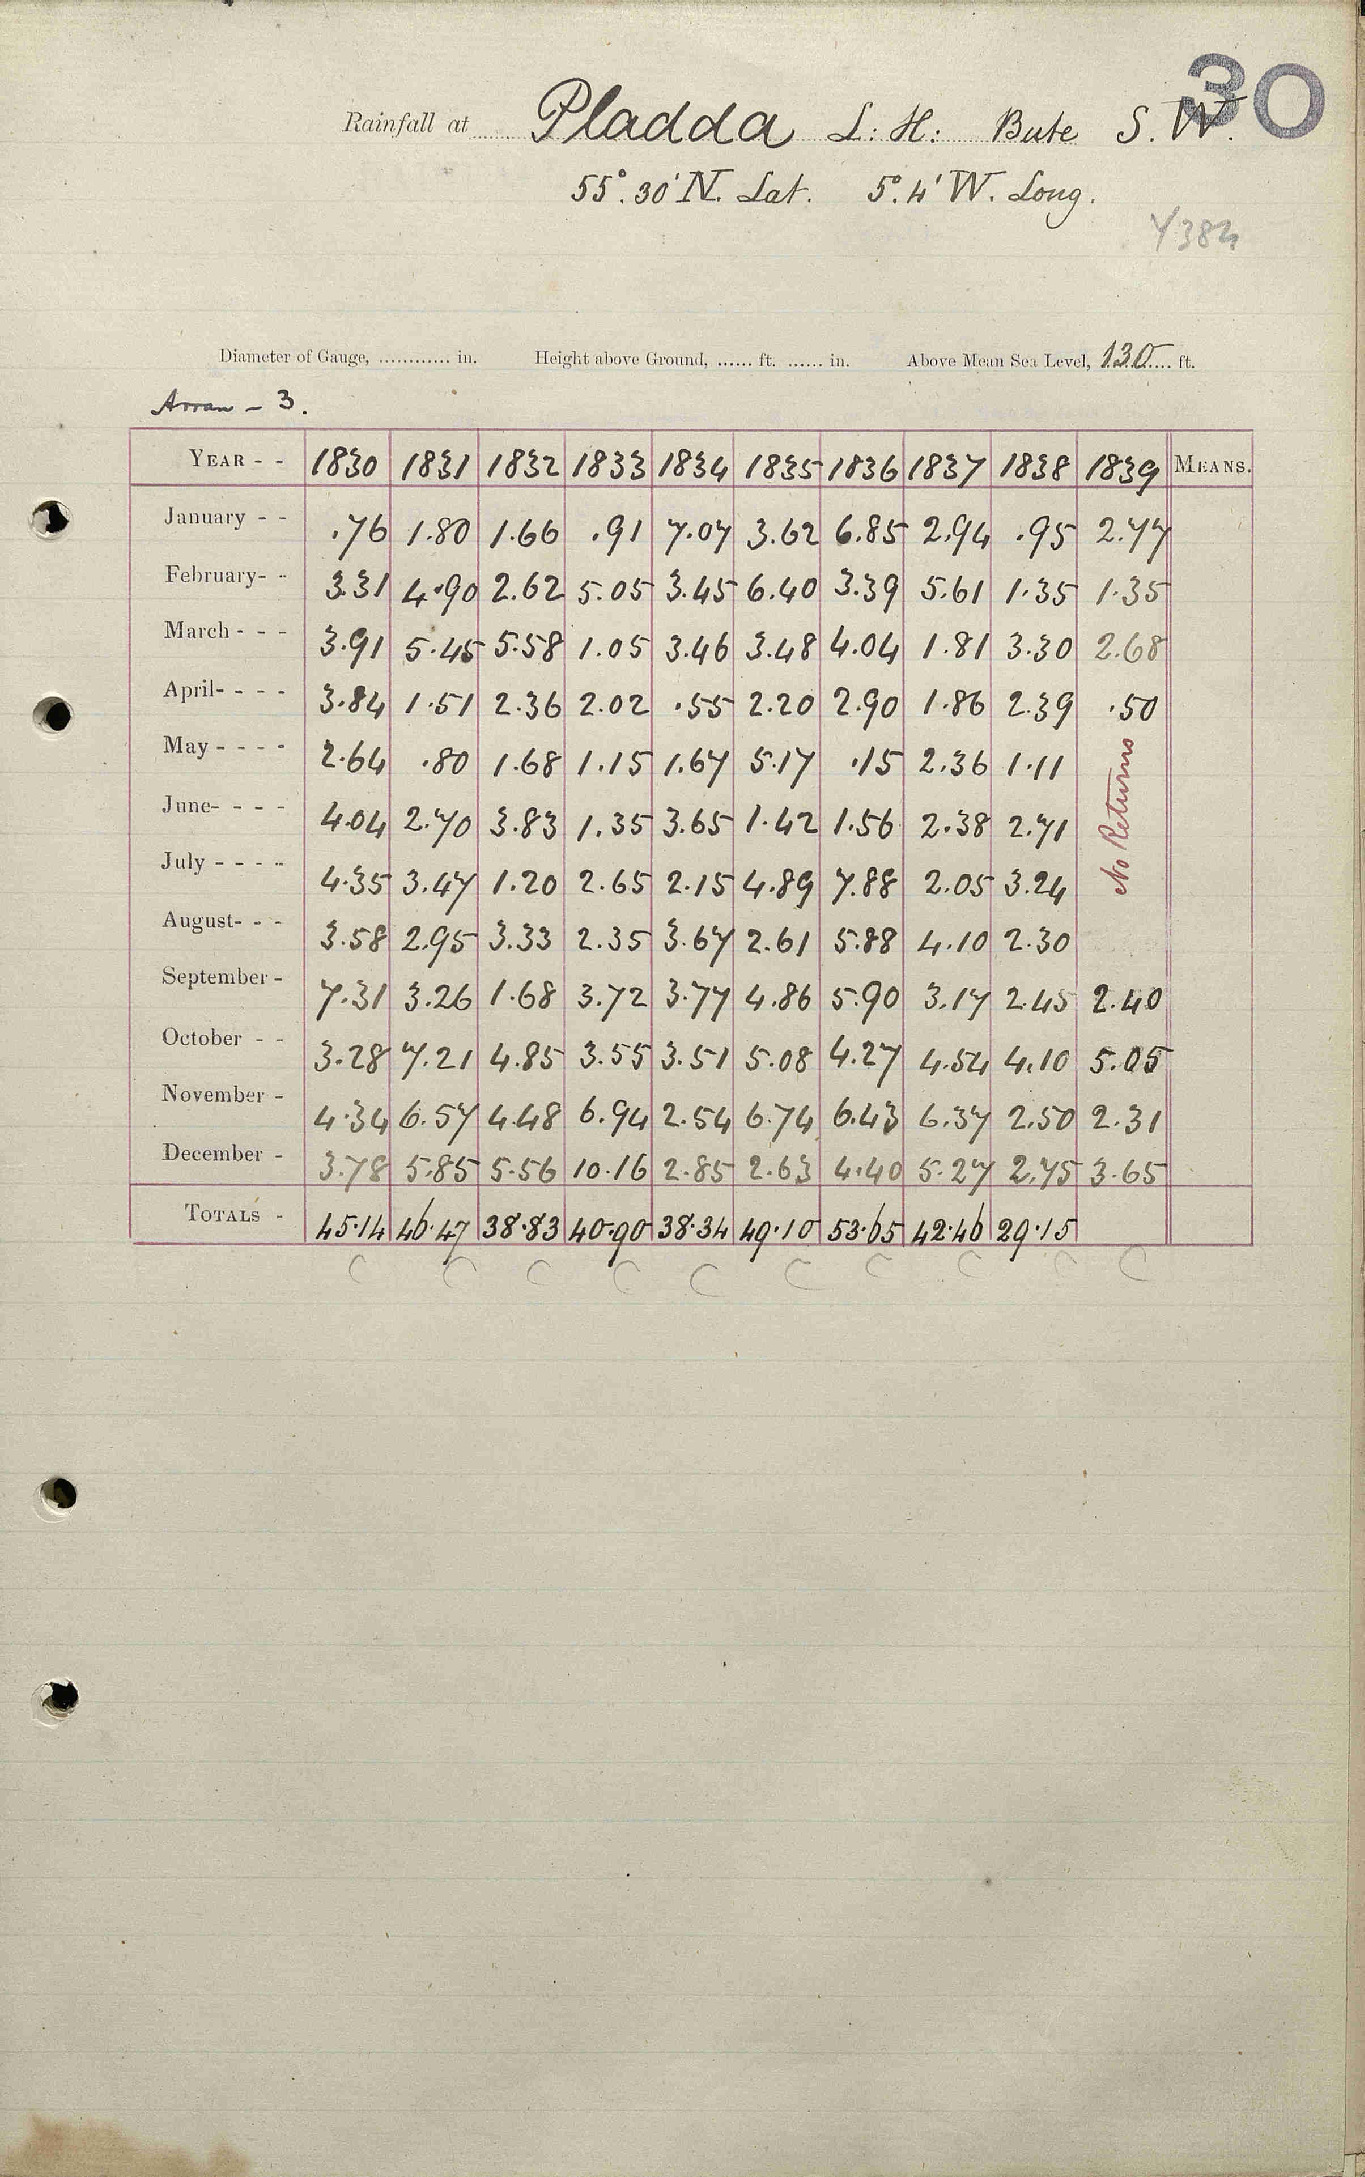 30
Rainfall at Pladda L: H: Bute S.W.
55°.30' N. Lat. 5°.4' W. Long.
Diameter of Gauge, ............ in. Height above Ground, ...... ft. ...... in. Above Mean Sea Level, 130 ft.
Arran - 3.
YEAR - - 1830 1831 1832 1833 1834 1835 1836 1837 1838 1839 MEANS.
January - - .76 1.80 1.66 .91 7.07 3.62 6.85 2.94 .95 2.77
February- - 3.31 4.90 2.62 5.05 3.45 6.40 3.39 5.61 1.35 1.35
March - - - 3.91 5.45 5.58 1.05 3.46 3.48 4.04 1.81 3.30 2.68
April- - - - 3.84 1.51 2.36 2.02 .55 2.20 2.90 1.86 2.39 .50
May - - - - 2.64 .80 1.68 1.15 1.67 5.17 .15 2.36 1.11
June- - - - 4.04 2.70 3.83 1.35 3.65 1.42 1.56 2.38 2.71
July - - - - 4.35 3.47 1.20 2.65 2.15 4.89 7.88 2.05 3.24
No Returns
August- - - 3.58 2.95 3.33 2.35 3.67 2.61 5.88 4.10 2.30
September - 7.31 3.26 1.68 3.72 3.77 4.86 5.90 3.17 2.45 2.40
October - - 3.28 7.21 4.85 3.55 3.51 5.08 4.27 4.54 4.10 5.05
November - 4.34 6.57 4.48 6.94 2.54 6.74 6.43 6.37 2.50 2.31
December - 3.78 5.85 5.56 10.16 2.85 2.63 4.40 5.27 2.75 3.65
TOTALS - 45.14 46.47 38.83 40.90 38.34 49.10 53.65 42.46 29.15